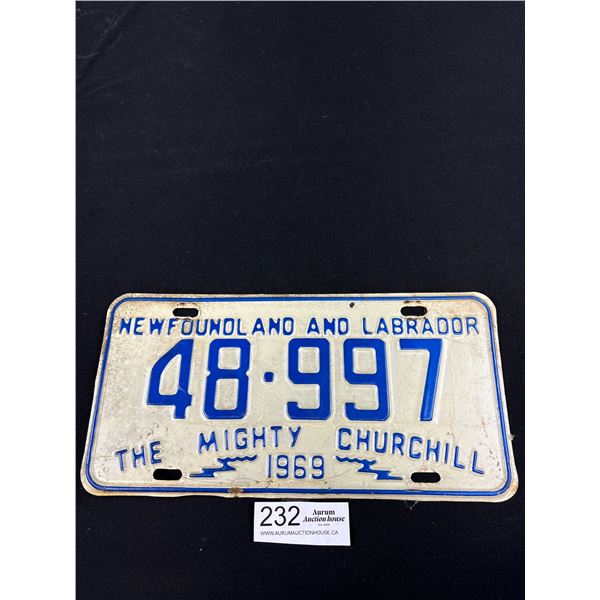 NEWFOUNDLAND AND LABRADOR
48·997
THE MIGHTY CHURCHILL
1969
232 Aurum
Auction house
WWW.AURUMAUCTIONHOUSE.CA